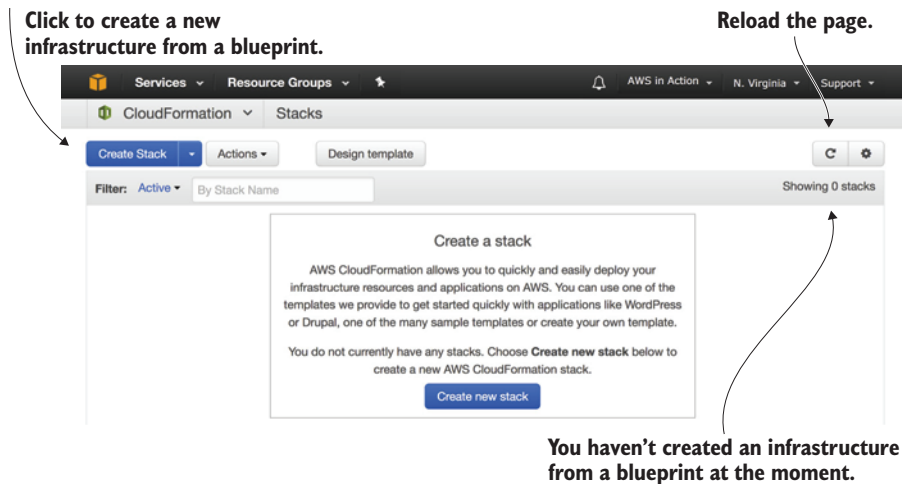 Click to create a new
infrastructure from a blueprint.
Reload the page.
Services Resource Groups AWS in Action N. Virginia Support
CloudFormation Stacks
Create Stack Actions Design template
Filter: Active By Stack Name Showing 0 stacks
Create a stack
AWS CloudFormation allows you to quickly and easily deploy your
infrastructure resources and applications on AWS. You can use one of the
templates we provide to get started quickly with applications like WordPress
or Drupal, one of the many sample templates or create your own template.
You do not currently have any stacks. Choose Create new stack below to
create a new AWS CloudFormation stack.
Create new stack
You haven’t created an infrastructure
from a blueprint at the moment.